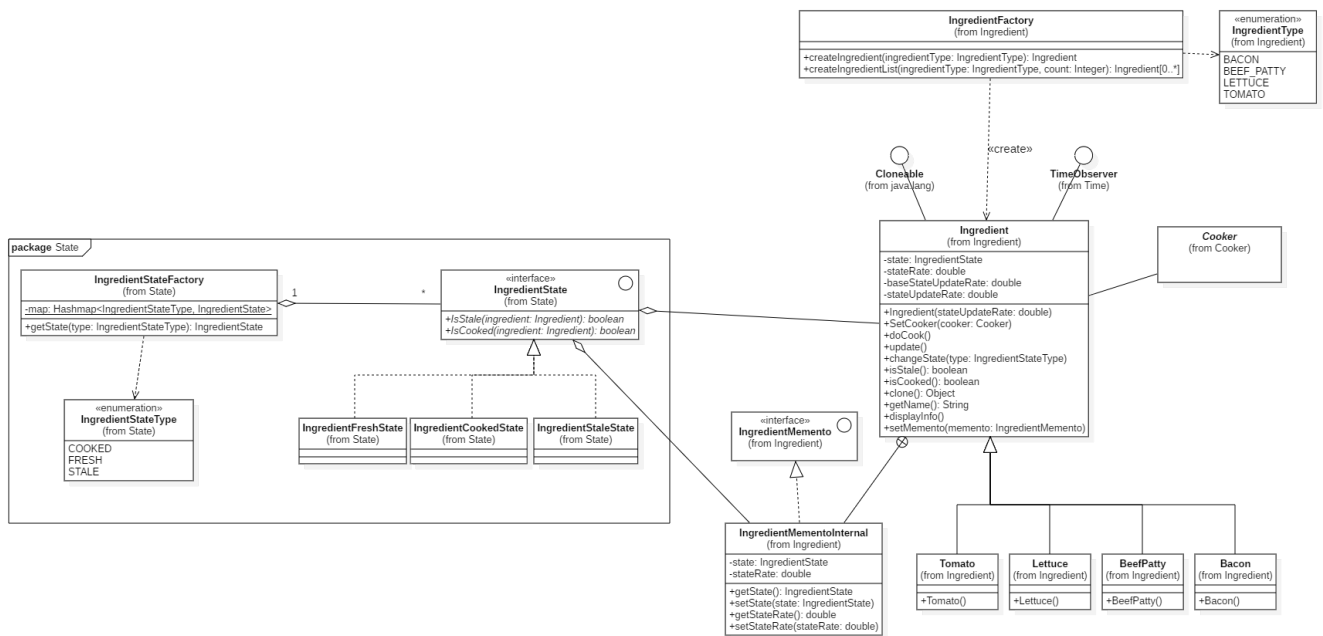 IngredientFactory
(from Ingredient)
+createIngredient(ingredientType: IngredientType): Ingredient
+createIngredientList(ingredientType: IngredientType, count: Integer): Ingredient[0..*]
«enumeration»
IngredientType
(from Ingredient)
BACON
BEEF_PATTY
LETTUCE
TOMATO
«create»
Cloneable
(from java.lang)
TimeObserver
(from Time)
Ingredient
(from Ingredient)
-state: IngredientState
-stateRate: double
-baseStateUpdateRate: double
-stateUpdateRate: double
+Ingredient(stateUpdateRate: double)
+SetCooker(cooker: Cooker)
+doCook()
+update()
+changeState(type: IngredientStateType)
+isStale(): boolean
+isCooked(): boolean
+clone(): Object
+getName(): String
+displayInfo()
+setMemento(memento: IngredientMemento)
Cooker
(from Cooker)
package State
IngredientStateFactory
(from State)
-map: Hashmap<IngredientStateType, IngredientState>
+getState(type: IngredientStateType): IngredientState
1
*
«interface»
IngredientState
(from State)
+IsStale(ingredient: Ingredient): boolean
+IsCooked(ingredient: Ingredient): boolean
«enumeration»
IngredientStateType
(from State)
COOKED
FRESH
STALE
IngredientFreshState
(from State)
IngredientCookedState
(from State)
IngredientStaleState
(from State)
«interface»
IngredientMemento
(from Ingredient)
IngredientMementoInternal
(from Ingredient)
-state: IngredientState
-stateRate: double
+getState(): IngredientState
+setState(state: IngredientState)
+getStateRate(): double
+setStateRate(stateRate: double)
Tomato
(from Ingredient)
+Tomato()
Lettuce
(from Ingredient)
+Lettuce()
BeefPatty
(from Ingredient)
+BeefPatty()
Bacon
(from Ingredient)
+Bacon()